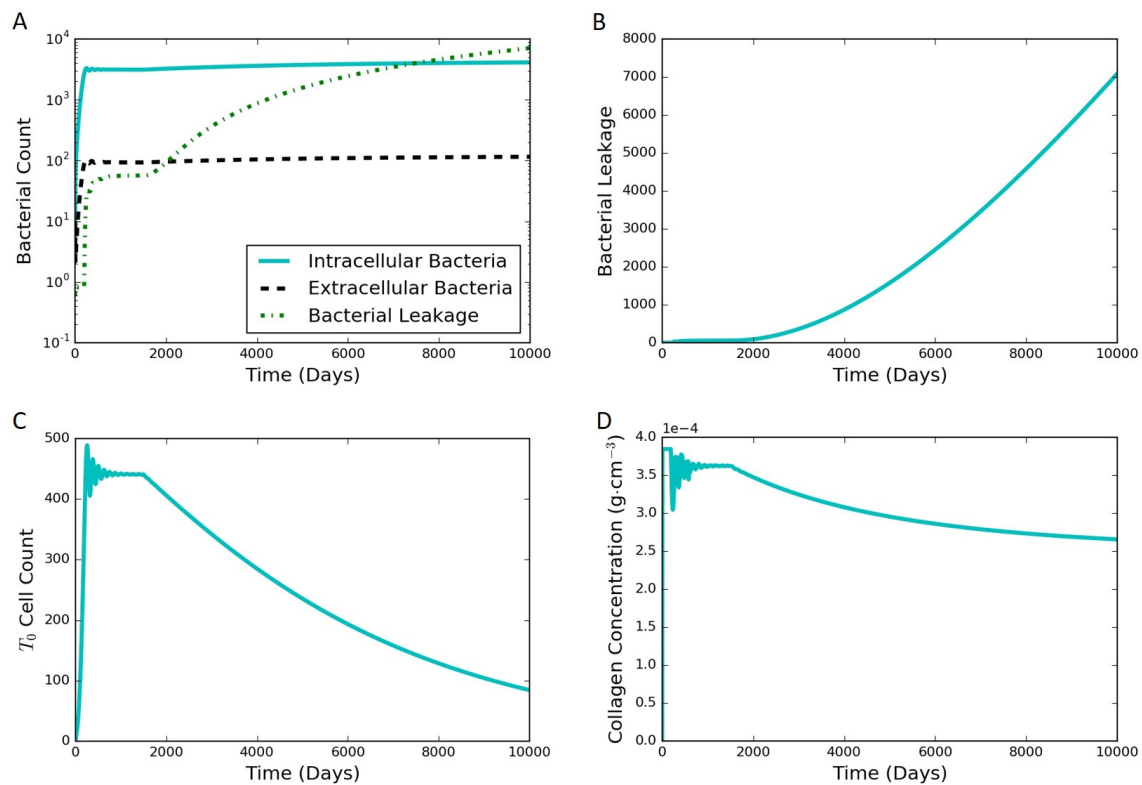 A
Bacterial Count
10^4
10^3
10^2
10^1
10^0
10^-1
Intracellular Bacteria
Extracellular Bacteria
Bacterial Leakage
0 2000 4000 6000 8000 10000
Time (Days)
B
Bacterial Leakage
8000
7000
6000
5000
4000
3000
2000
1000
0
0 2000 4000 6000 8000 10000
Time (Days)
C
T_0 Cell Count
500
400
300
200
100
0
0 2000 4000 6000 8000 10000
Time (Days)
D
Collagen Concentration (g·cm^-3)
1e−4
4.0
3.5
3.0
2.5
2.0
1.5
1.0
0.5
0.0
0 2000 4000 6000 8000 10000
Time (Days)